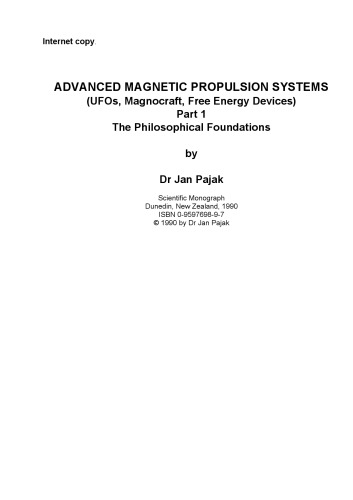 Internet copy.
ADVANCED MAGNETIC PROPULSION SYSTEMS
(UFOs, Magnocraft, Free Energy Devices)
Part 1
The Philosophical Foundations
by
Dr Jan Pajak
Scientific Monograph
Dunedin, New Zealand, 1990
ISBN 0-9597698-9-7
© 1990 by Dr Jan Pajak